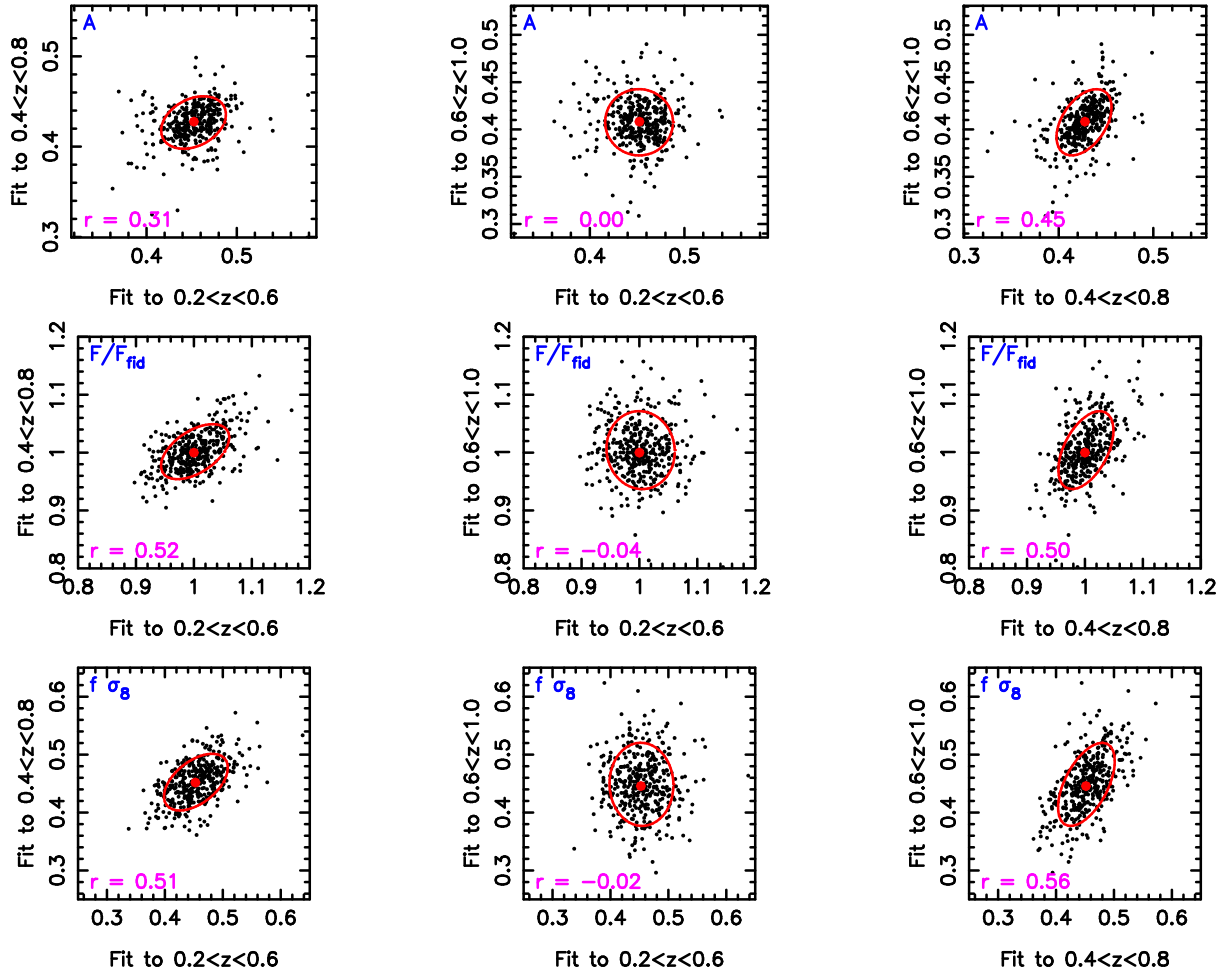 A
Fit to 0.4<z<0.8
0.3 0.4 0.5
r = 0.31
0.4 0.5
Fit to 0.2<z<0.6
A
Fit to 0.6<z<1.0
0.3 0.35 0.4 0.45 0.5
r = 0.00
0.4 0.5
Fit to 0.2<z<0.6
A
Fit to 0.6<z<1.0
0.3 0.35 0.4 0.45 0.5
r = 0.45
0.3 0.4 0.5
Fit to 0.4<z<0.8
F/F_fid
Fit to 0.4<z<0.8
0.8 0.9 1 1.1 1.2
r = 0.52
0.8 0.9 1 1.1 1.2
Fit to 0.2<z<0.6
F/F_fid
Fit to 0.6<z<1.0
0.8 0.9 1 1.1 1.2
r = −0.04
0.8 0.9 1 1.1 1.2
Fit to 0.2<z<0.6
F/F_fid
Fit to 0.6<z<1.0
0.8 0.9 1 1.1 1.2
r = 0.50
0.8 0.9 1 1.1 1.2
Fit to 0.4<z<0.8
f σ_8
Fit to 0.4<z<0.8
0.3 0.4 0.5 0.6
r = 0.51
0.3 0.4 0.5 0.6
Fit to 0.2<z<0.6
f σ_8
Fit to 0.6<z<1.0
0.3 0.4 0.5 0.6
r = −0.02
0.3 0.4 0.5 0.6
Fit to 0.2<z<0.6
f σ_8
Fit to 0.6<z<1.0
0.3 0.4 0.5 0.6
r = 0.56
0.3 0.4 0.5 0.6
Fit to 0.4<z<0.8